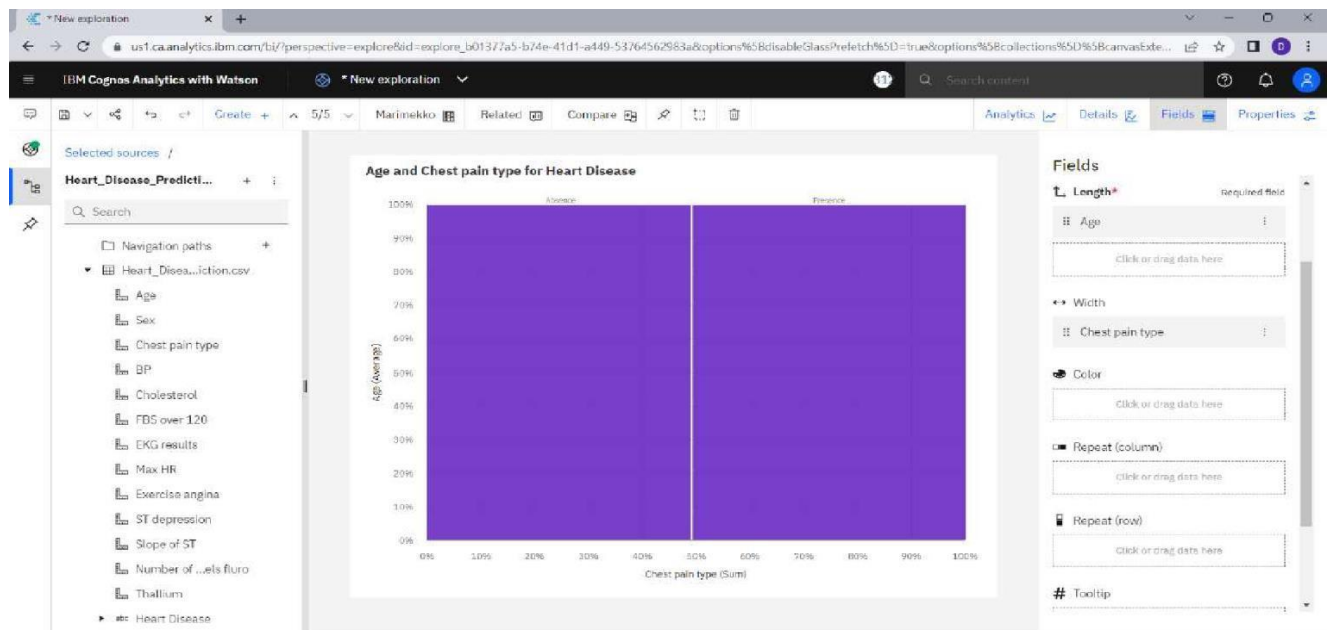 * New exploration
us1.ca.analytics.ibm.com/bi/?perspective=explore&id=explore_b01377a5-b74e-41d1-a449-53764562983a&options%5BdisableGlassPrefetch%5D=true&options%5Bcollections%5D%5BcanvasExte...
D
IBM Cognos Analytics with Watson
* New exploration
Search content
Create +
5/5
Marimekko
Related
Compare
Analytics
Details
Fields
Properties
Selected sources /
Heart_Disease_Predicti...
Search
Navigation paths
Heart_Disea...iction.csv
Age
Sex
Chest pain type
BP
Cholesterol
FBS over 120
EKG results
Max HR
Exercise angina
ST depression
Slope of ST
Number of ...els fluro
Thallium
abc Heart Disease
Age and Chest pain type for Heart Disease
Absence
Presence
100%
90%
80%
70%
60%
50%
40%
30%
20%
10%
0%
Age (Average)
0% 10% 20% 30% 40% 50% 60% 70% 80% 90% 100%
Chest pain type (Sum)
Fields
Length* Required field
Age
Click or drag data here
Width
Chest pain type
Color
Click or drag data here
Repeat (column)
Click or drag data here
Repeat (row)
Click or drag data here
# Tooltip